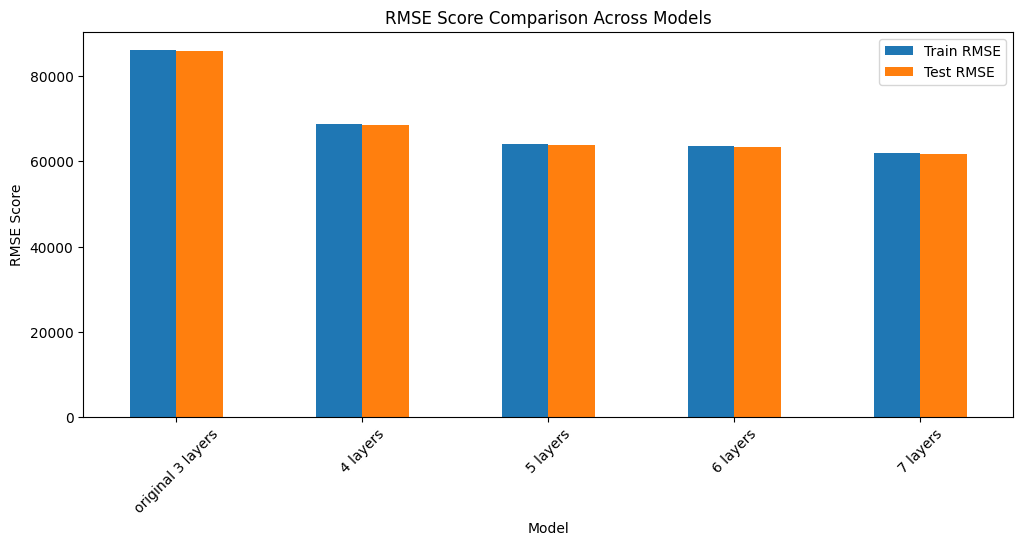 RMSE Score Comparison Across Models
Train RMSE
Test RMSE
RMSE Score
80000
60000
40000
20000
0
original 3 layers
4 layers
5 layers
6 layers
7 layers
Model